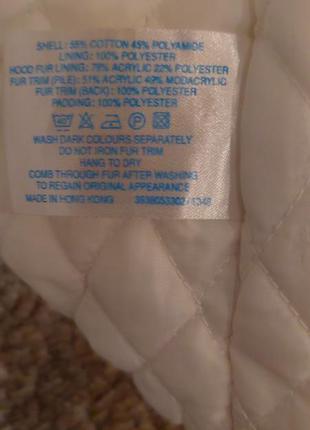 SHELL: 55% COTTON 45% POLYAMIDE
LINING: 100% POLYESTER
HOOD FUR LINING: 78% ACRYLIC 22% POLYESTER
FUR TRIM (PILE): 51% ACRYLIC 49% MODACRYLIC
FUR TRIM (BACK): 100% POLYESTER
PADDING: 100% POLYESTER
WASH DARK COLOURS SEPARATELY
DO NOT IRON FUR TRIM
HANG TO DRY
COMB THROUGH FUR AFTER WASHING
TO REGAIN ORIGINAL APPEARANCE
MADE IN HONG KONG